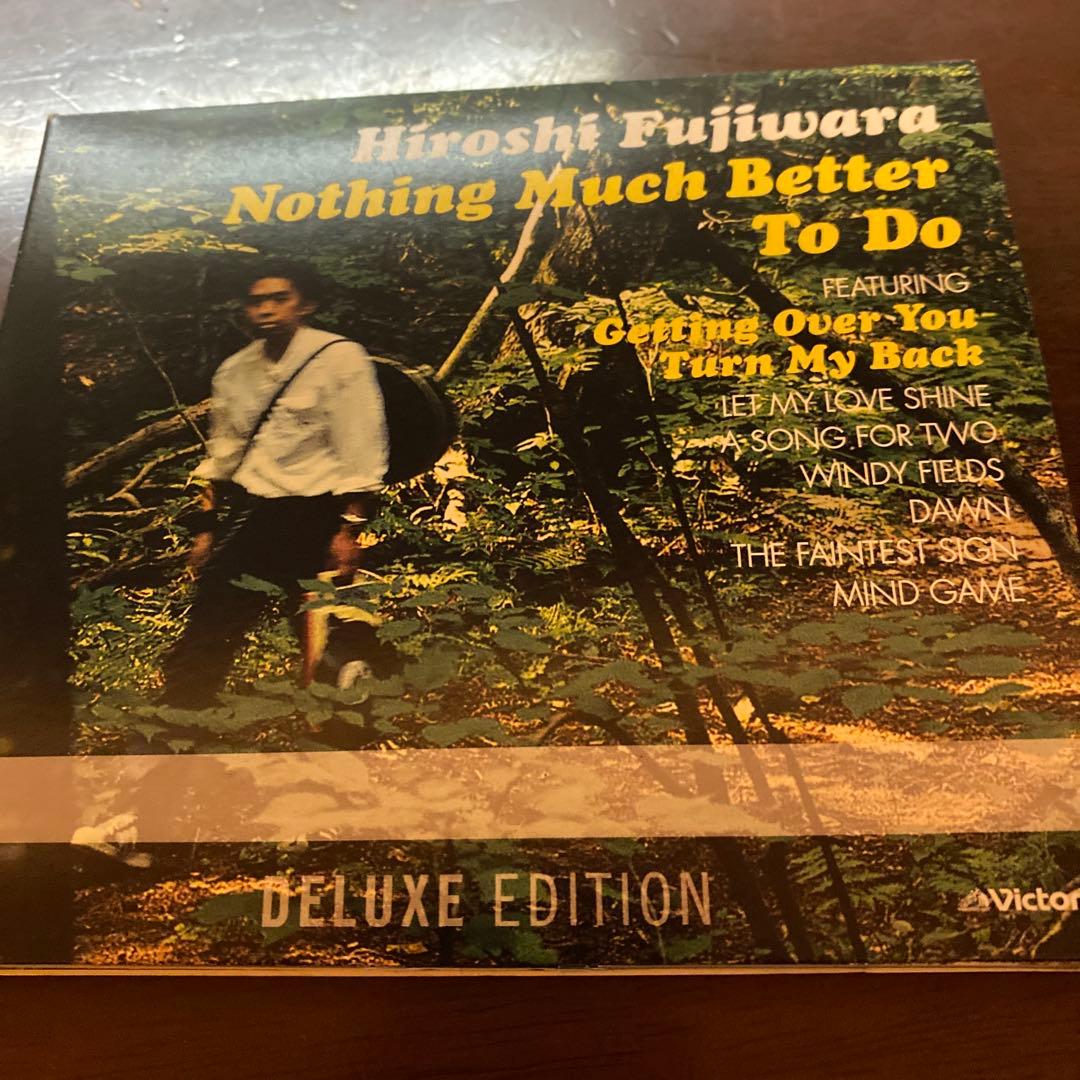 Hiroshi Fujiwara
Nothing Much Better
To Do
FEATURING
Getting Over You
Turn My Back
LET MY LOVE SHINE
A SONG FOR TWO
WINDY FIELDS
DAWN
THE FAINTEST SIGN
MIND GAME
DELUXE EDITION
Victor